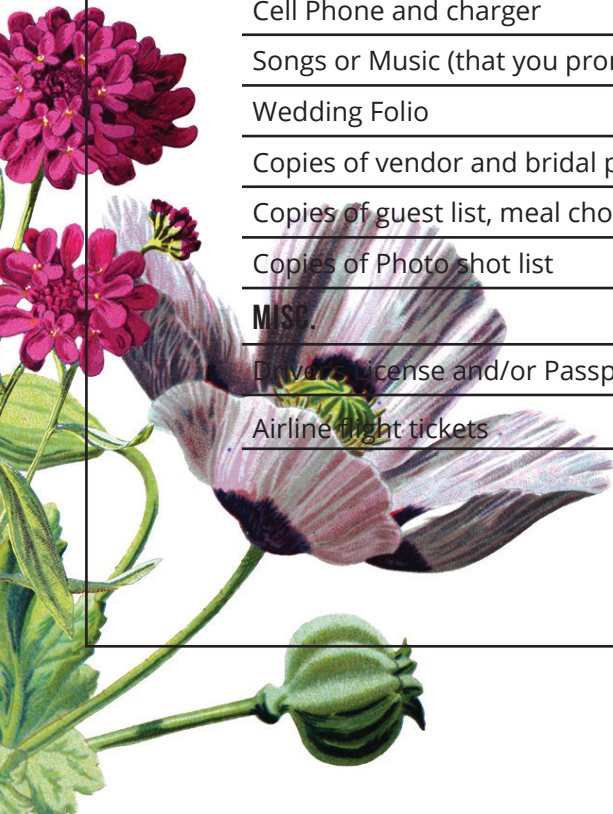 Cell Phone and charger
Songs or Music (that you pro
Wedding Folio
Copies of vendor and bridal
Copies of guest list, meal cho
Copies of Photo shot list
MISC.
Driver's License and/or Passp
Airline flight tickets